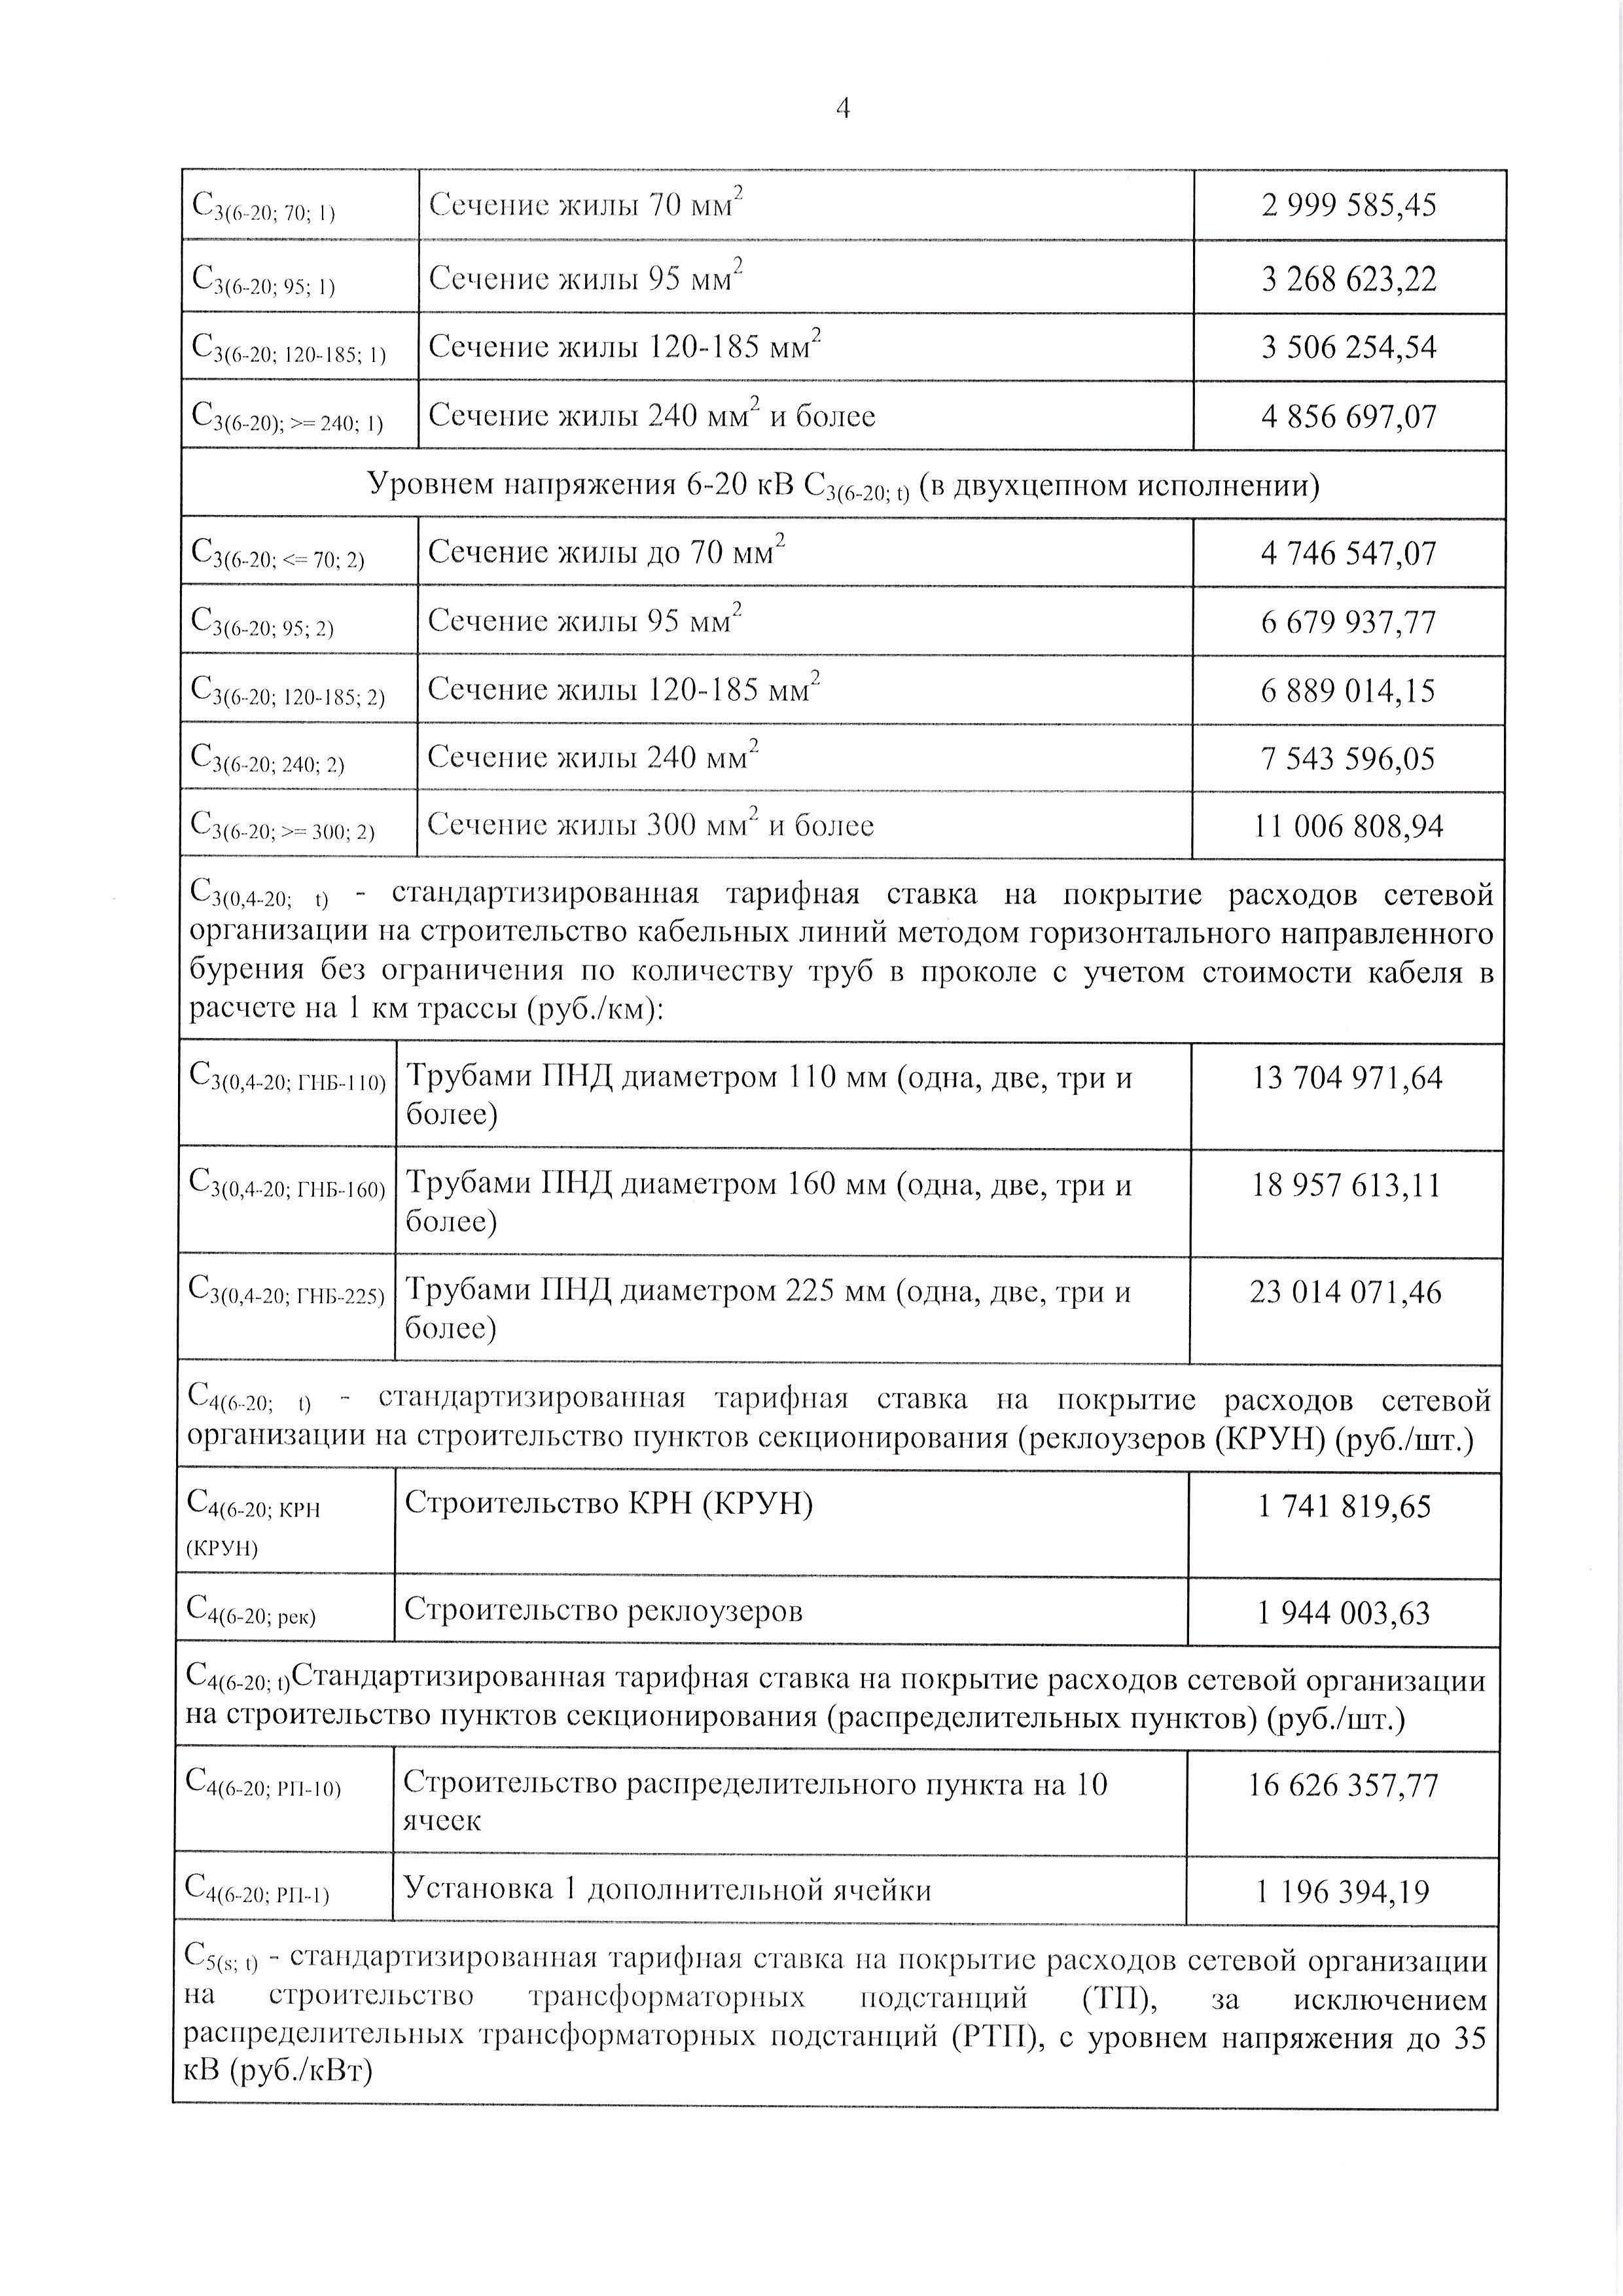 4
С3(6-20; 70; 1) Сечение жилы 70 мм2 2 999 585,45
С3(6-20; 95; 1) Сечение жилы 95 мм2 3 268 623,22
С3(6-20; 120-185; 1) Сечение жилы 120-185 мм2 3 506 254,54
С3(6-20); >= 240; 1) Сечение жилы 240 мм2 и более 4 856 697,07
Уровнем напряжения 6-20 кВ С3(6-20; t) (в двухцепном исполнении)
С3(6-20; <= 70; 2) Сечение жилы до 70 мм2 4 746 547,07
С3(6-20; 95; 2) Сечение жилы 95 мм2 6 679 937,77
С3(6-20; 120-185; 2) Сечение жилы 120-185 мм2 6 889 014,15
С3(6-20; 240; 2) Сечение жилы 240 мм2 7 543 596,05
С3(6-20; >= 300; 2) Сечение жилы 300 мм2 и более 11 006 808,94
С3(0,4-20; t) - стандартизированная тарифная ставка на покрытие расходов сетевой
организации на строительство кабельных линий методом горизонтального направленного
бурения без ограничения по количеству труб в проколе с учетом стоимости кабеля в
расчете на 1 км трассы (руб./км):
С3(0,4-20; ГНБ-110) Трубами ПНД диаметром 110 мм (одна, две, три и 13 704 971,64
более)
С3(0,4-20; ГНБ-160) Трубами ПНД диаметром 160 мм (одна, две, три и 18 957 613,11
более)
С3(0,4-20; ГНБ-225) Трубами ПНД диаметром 225 мм (одна, две, три и 23 014 071,46
более)
С4(6-20; t) - стандартизированная тарифная ставка на покрытие расходов сетевой
организации на строительство пунктов секционирования (реклоузеров (КРУН) (руб./шт.)
С4(6-20; КРН Строительство КРН (КРУН) 1 741 819,65
(КРУН)
С4(6-20; рек) Строительство реклоузеров 1 944 003,63
С4(6-20; t)Стандартизированная тарифная ставка на покрытие расходов сетевой организации
на строительство пунктов секционирования (распределительных пунктов) (руб./шт.)
С4(6-20; РП-10) Строительство распределительного пункта на 10 16 626 357,77
ячеек
С4(6-20; РП-1) Установка 1 дополнительной ячейки 1 196 394,19
С5(s; t) - стандартизированная тарифная ставка на покрытие расходов сетевой организации
на строительство трансформаторных подстанций (ТП), за исключением
распределительных трансформаторных подстанций (РТП), с уровнем напряжения до 35
кВ (руб./кВт)